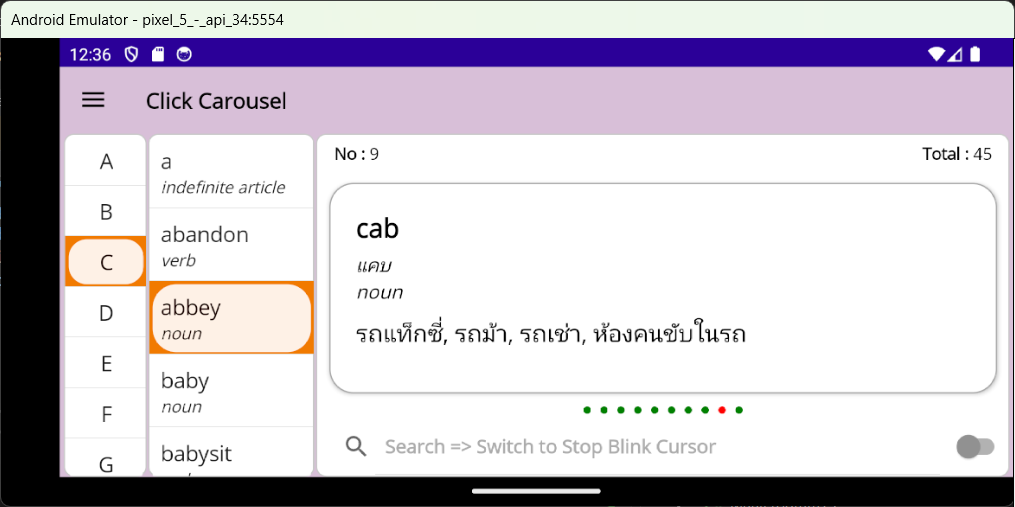 Android Emulator - pixel_5_-_api_34:5554
12:36
Click Carousel
A
B
C
D
E
F
G
a
indefinite article
abandon
verb
abbey
noun
baby
noun
babysit
No : 9
Total : 45
cab
แคบ
noun
รถแท็กซี่, รถม้า, รถเช่า, ห้องคนขับในรถ
Search => Switch to Stop Blink Cursor